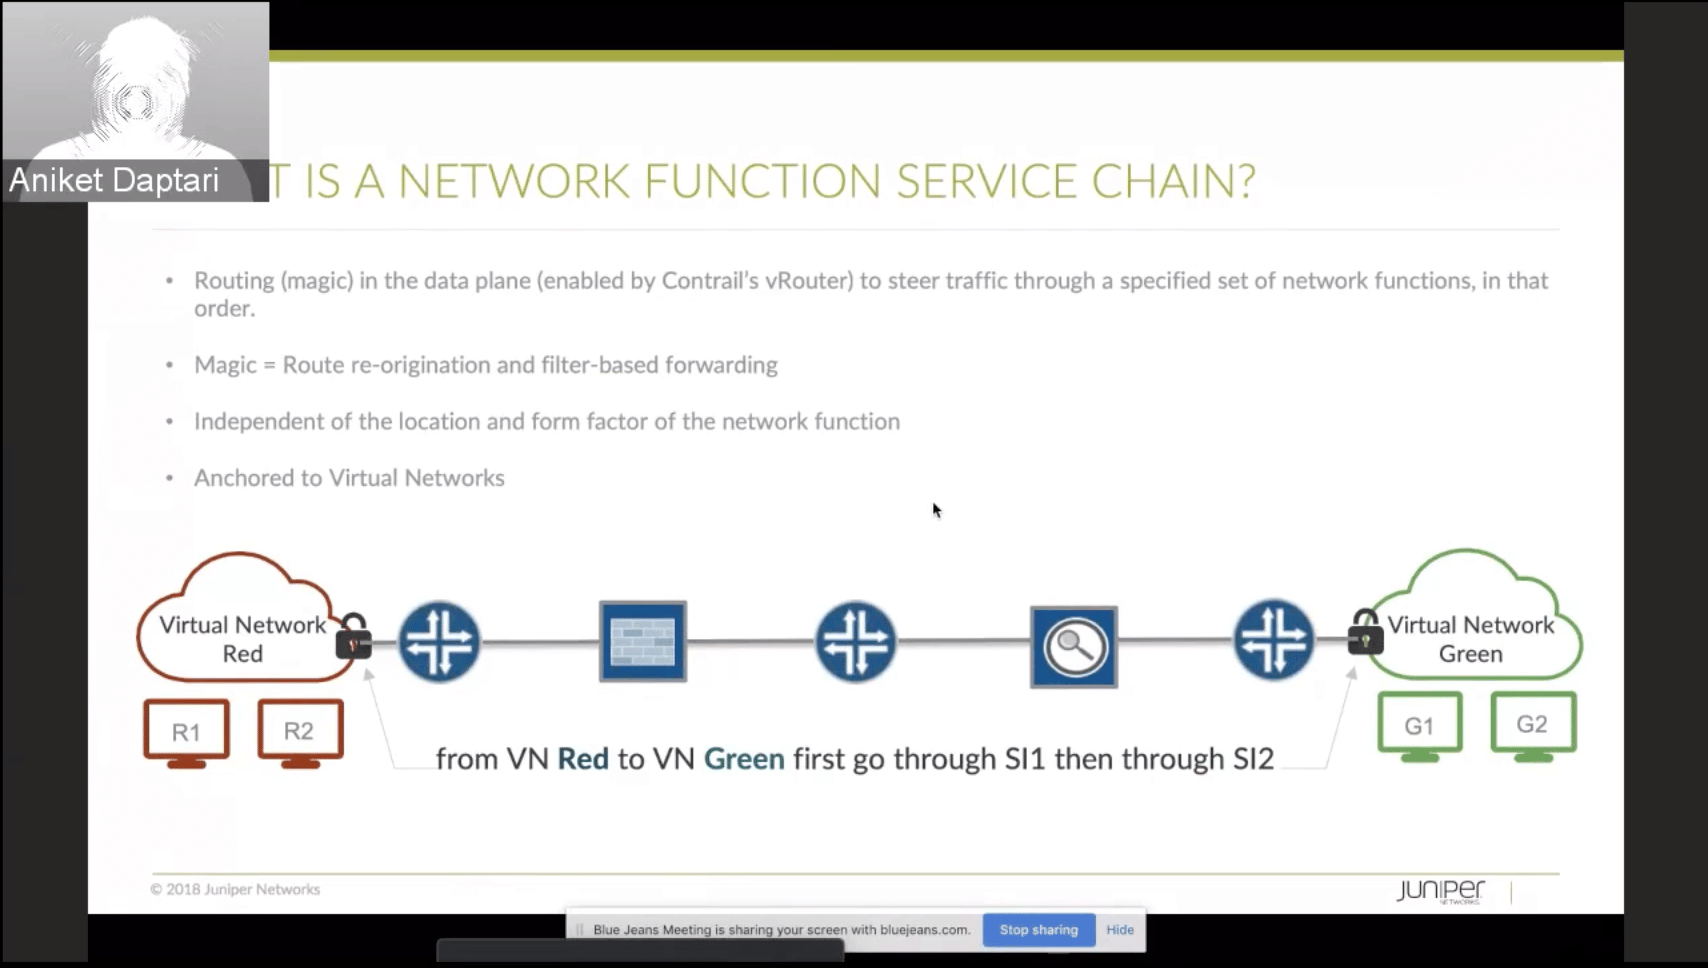 Aniket Daptari
T IS A NETWORK FUNCTION SERVICE CHAIN?
• Routing (magic) in the data plane (enabled by Contrail's vRouter) to steer traffic through a specified set of network functions, in that
order.
• Magic = Route re-origination and filter-based forwarding
• Independent of the location and form factor of the network function
• Anchored to Virtual Networks
Virtual Network
Red
Virtual Network
Green
R1
R2
G1
G2
from VN Red to VN Green first go through SI1 then through SI2
© 2018 Juniper Networks
JUNIPER
NETWORKS
Blue Jeans Meeting is sharing your screen with bluejeans.com.
Stop sharing
Hide